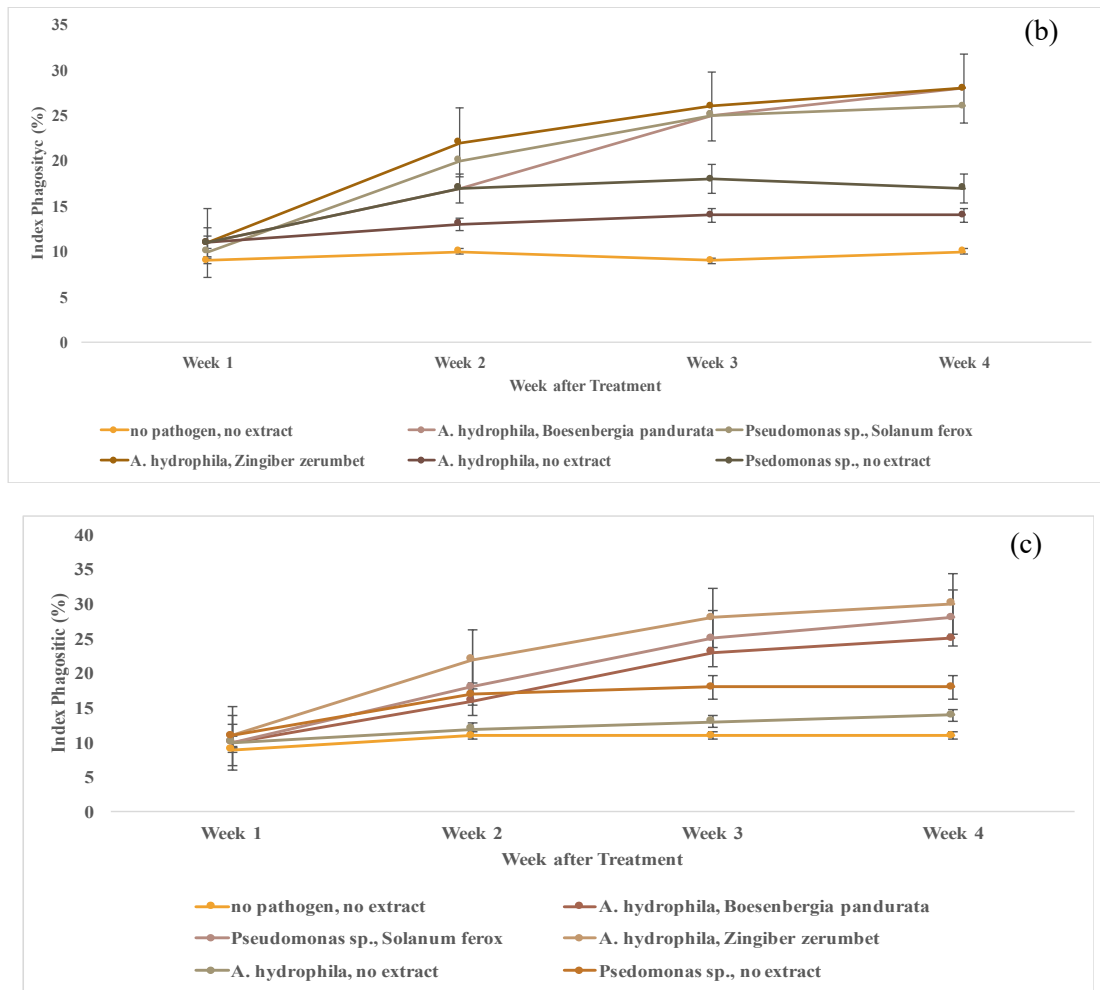 (b)
Index Phagosityc (%)
35
30
25
20
15
10
5
0
Week 1 Week 2 Week 3 Week 4
Week after Treatment
no pathogen, no extract A. hydrophila, Boesenbergia pandurata Pseudomonas sp., Solanum ferox
A. hydrophila, Zingiber zerumbet A. hydrophila, no extract Psedomonas sp., no extract
(c)
Index Phagositic (%)
40
35
30
25
20
15
10
5
0
Week 1 Week 2 Week 3 Week 4
Week after Treatment
no pathogen, no extract A. hydrophila, Boesenbergia pandurata
Pseudomonas sp., Solanum ferox A. hydrophila, Zingiber zerumbet
A. hydrophila, no extract Psedomonas sp., no extract